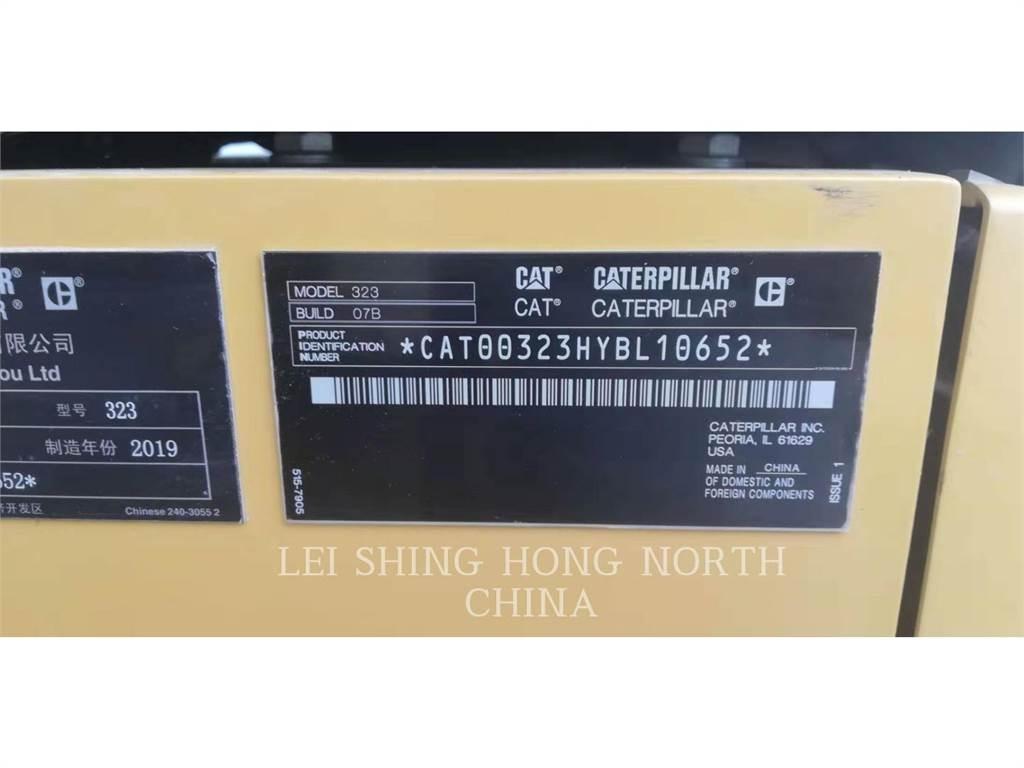 AR®
R®
C®
限公司
ou Ltd
型号 323
制造年份 2019
552*
开发区
Chinese 240-3055 2
CAT® CATERPILLAR® C®
CAT® CATERPILLAR®
MODEL 323
BUILD 07B
PRODUCT IDENTIFICATION NUMBER *CAT00323HYBL10652*
CATERPILLAR INC.
PEORIA, IL 61629
USA
MADE IN CHINA
OF DOMESTIC AND
FOREIGN COMPONENTS
515-7905
ISSUE 1
LEI SHING HONG NORTH
CHINA